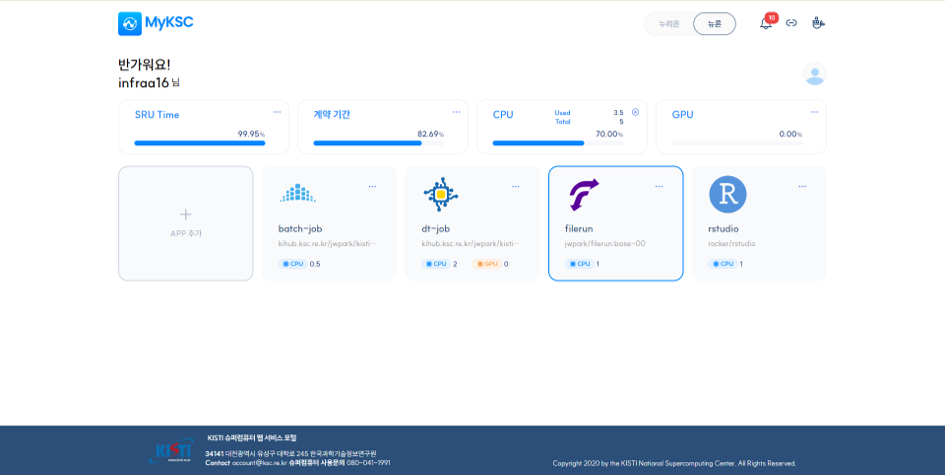 MyKSC
누리온 뉴론
10
반가워요!
infraq16 님
SRU Time ···
99.95%
계약 기간 ···
82.69%
CPU Used 3.5
Total 5
70.00%
GPU ···
0.00%
APP 추가
batch-job
kihub.ksc.re.kr/jwpark/kisti···
CPU 0.5
dt-job
kihub.ksc.re.kr/jwpark/kisti···
CPU 2 GPU 0
filerun
jwpark/filerun:base-00
CPU 1
R
rstudio
rocker/rstudio
CPU 1
KISTI
KISTI 슈퍼컴퓨터 웹 서비스 포털
34141 대전광역시 유성구 대학로 245 한국과학기술정보연구원
Contact account@ksc.re.kr 슈퍼컴퓨터 사용문의 080-041-1991
Copyright 2020 by the KISTI National Supercomputing Center. All Rights Reserved.